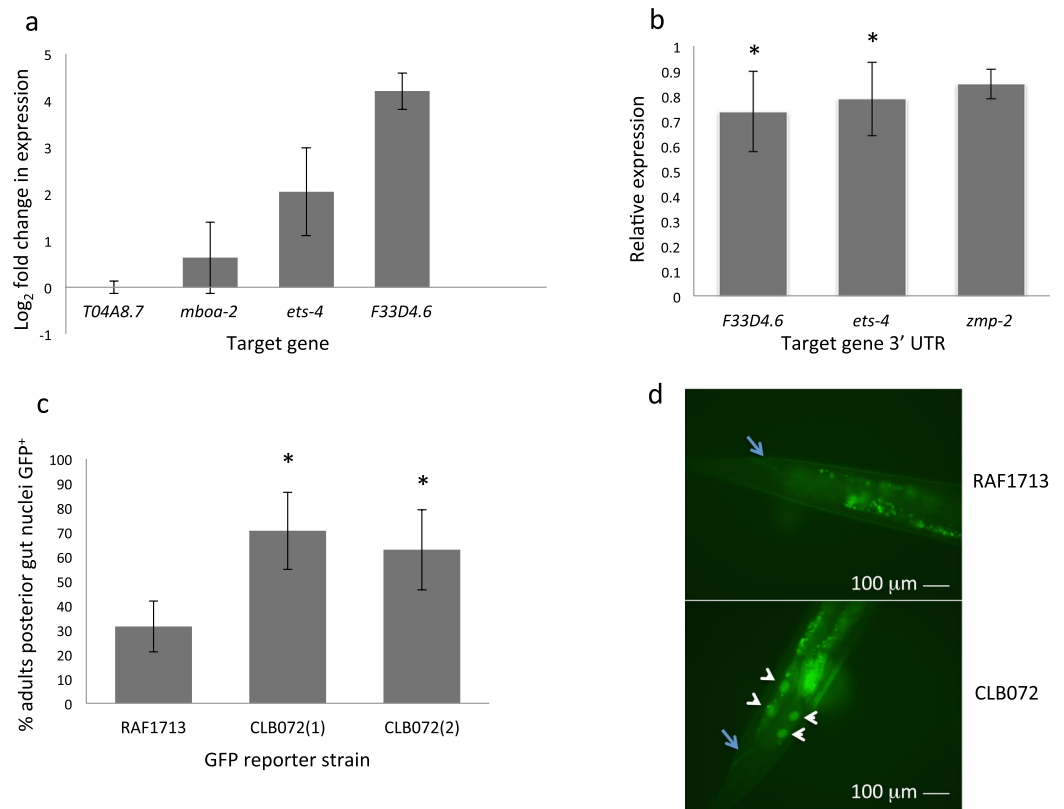 a
Log2 fold change in expression
5
4
3
2
1
0
-1
T04A8.7 mboa-2 ets-4 F33D4.6
Target gene
b
Relative expression
1
0.9
0.8
0.7
0.6
0.5
0.4
0.3
0.2
0.1
0
* *
F33D4.6 ets-4 zmp-2
Target gene 3’ UTR
c
% adults posterior gut nuclei GFP+
100
90
80
70
60
50
40
30
20
10
0
* *
RAF1713 CLB072(1) CLB072(2)
GFP reporter strain
d
RAF1713
100 µm
CLB072
100 µm